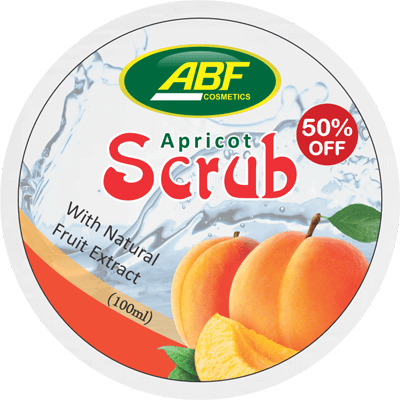 ABF
COSMETICS
50%
OFF
Apricot
Scrub
With Natural
Fruit Extract
(100ml)